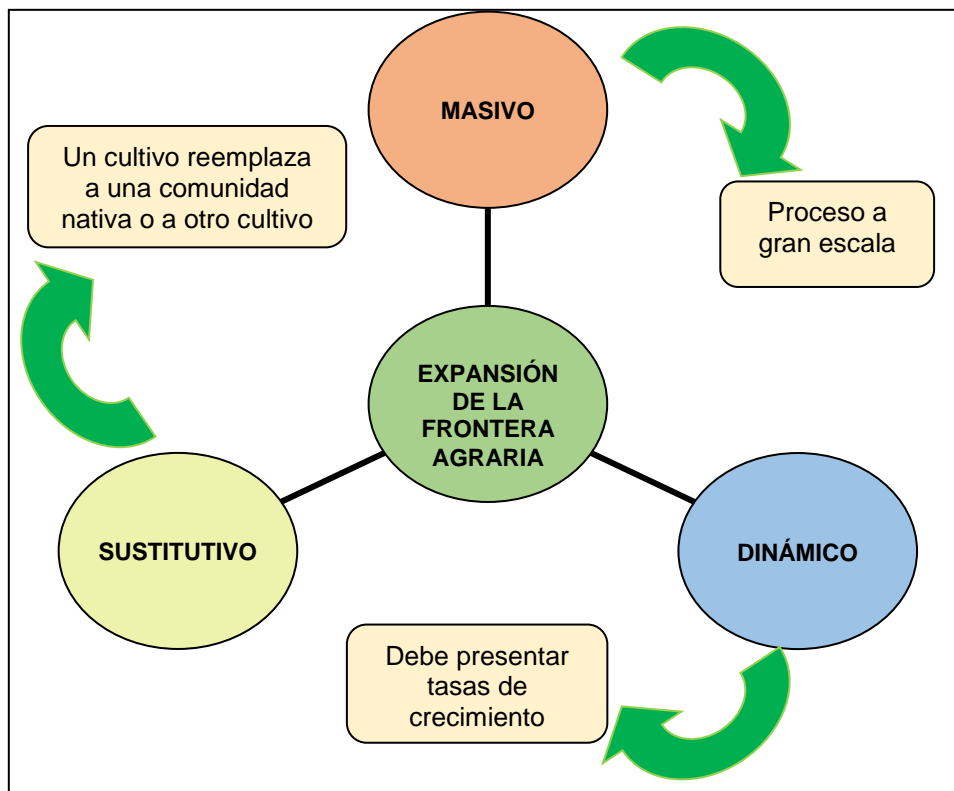 MASIVO
Un cultivo reemplaza
a una comunidad
nativa o a otro cultivo
Proceso a
gran escala
EXPANSIÓN
DE LA
FRONTERA
AGRARIA
SUSTITUTIVO
DINÁMICO
Debe presentar
tasas de
crecimiento